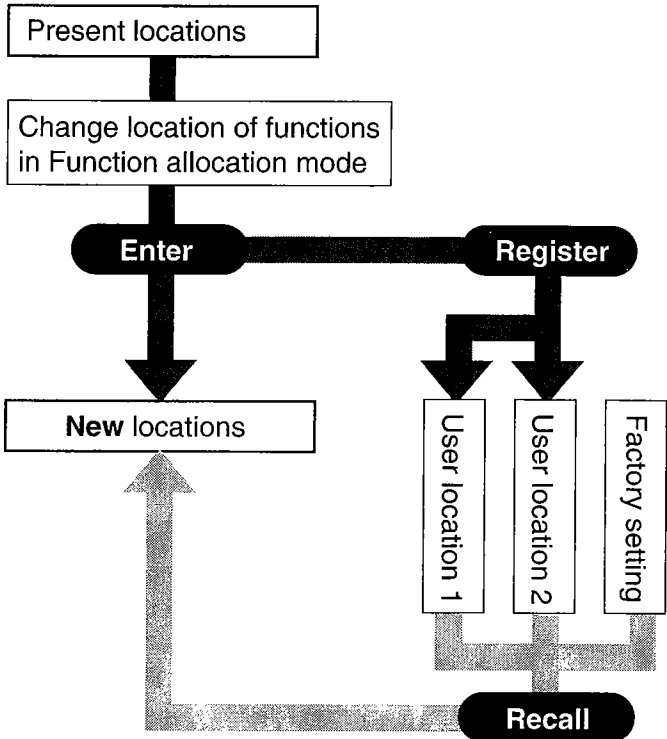 Present locations
Change location of functions
in Function allocation mode
Enter
Register
New locations
User location 1
User location 2
Factory setting
Recall